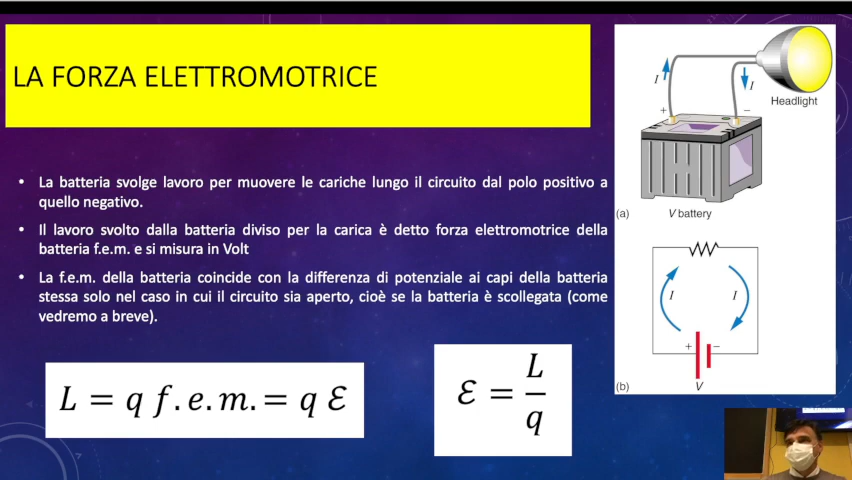 LA FORZA ELETTROMOTRICE
• La batteria svolge lavoro per muovere le cariche lungo il circuito dal polo positivo a
quello negativo.
• Il lavoro svolto dalla batteria diviso per la carica è detto forza elettromotrice della
batteria f.e.m. e si misura in Volt
• La f.e.m. della batteria coincide con la differenza di potenziale ai capi della batteria
stessa solo nel caso in cui il circuito sia aperto, cioè se la batteria è scollegata (come
vedremo a breve).
L = q f.e.m. = q ℰ
ℰ = L/q
I
I
Headlight
+ −
(a) V battery
I I
+ −
(b) V